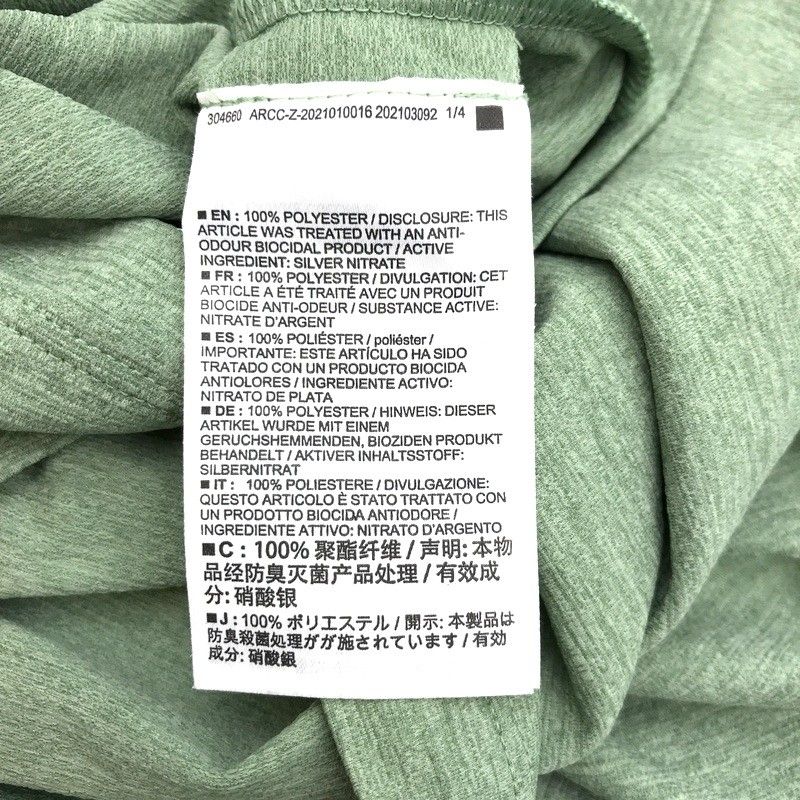 304660 ARCC-Z-2021010016 202103092 1/4
■ EN : 100% POLYESTER / DISCLOSURE: THIS
ARTICLE WAS TREATED WITH AN ANTI-
ODOUR BIOCIDAL PRODUCT / ACTIVE
INGREDIENT: SILVER NITRATE
■ FR : 100% POLYESTER / DIVULGATION: CET
ARTICLE A ÉTÉ TRAITÉ AVEC UN PRODUIT
BIOCIDE ANTI-ODEUR / SUBSTANCE ACTIVE:
NITRATE D'ARGENT
■ ES : 100% POLIÉSTER / poliéster /
IMPORTANTE: ESTE ARTÍCULO HA SIDO
TRATADO CON UN PRODUCTO BIOCIDA
ANTIOLORES / INGREDIENTE ACTIVO:
NITRATO DE PLATA
■ DE : 100% POLYESTER / HINWEIS: DIESER
ARTIKEL WURDE MIT EINEM
GERUCHSHEMMENDEN, BIOZIDEN PRODUKT
BEHANDELT / AKTIVER INHALTSSTOFF:
SILBERNITRAT
■ IT : 100% POLIESTERE / DIVULGAZIONE:
QUESTO ARTICOLO È STATO TRATTATO CON
UN PRODOTTO BIOCIDA ANTIODORE /
INGREDIENTE ATTIVO: NITRATO D'ARGENTO
■ C : 100% 聚酯纤维 / 声明: 本物
品经防臭灭菌产品处理 / 有效成
分: 硝酸银
■ J : 100% ポリエステル / 開示: 本製品は
防臭殺菌処理がが施されています / 有効
成分: 硝酸銀